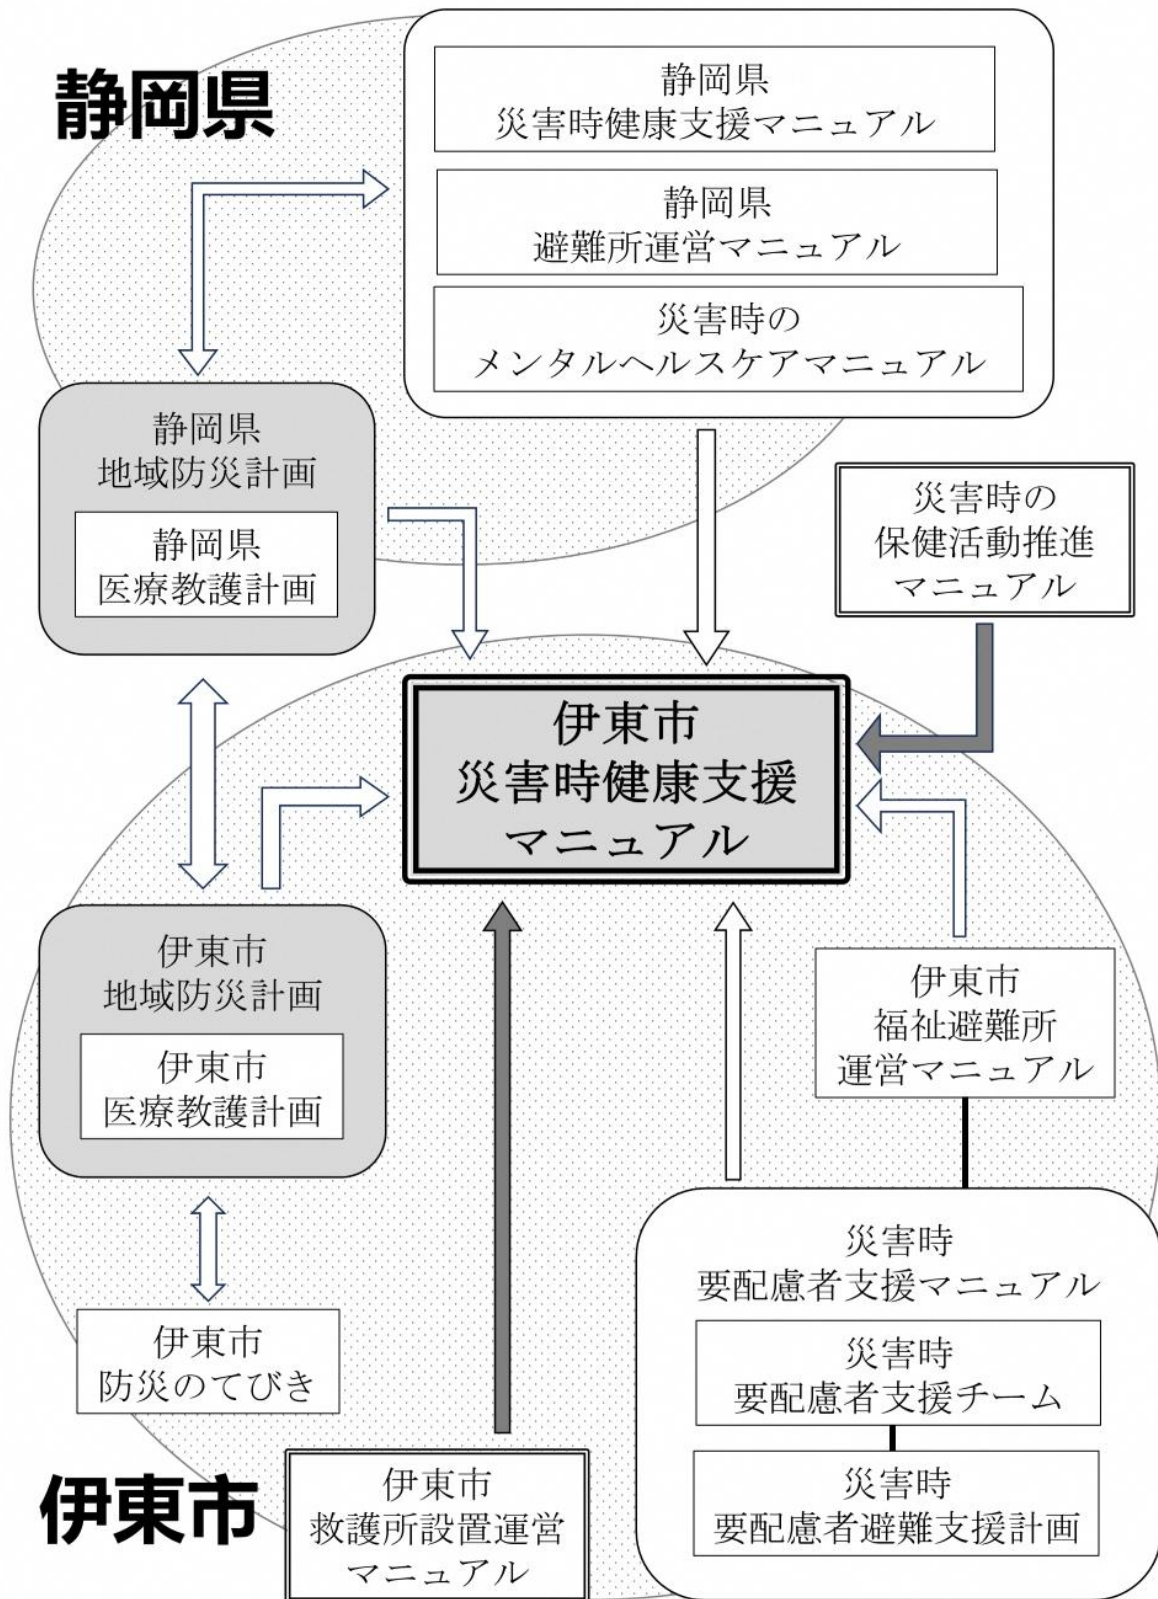 静岡県
静岡県
災害時健康支援マニュアル
静岡県
避難所運営マニュアル
災害時の
メンタルヘルスケアマニュアル
静岡県
地域防災計画
静岡県
医療教護計画
災害時の
保健活動推進
マニュアル
伊東市
災害時健康支援
マニュアル
伊東市
地域防災計画
伊東市
医療教護計画
伊東市
福祉避難所
運営マニュアル
伊東市
防災のてびき
災害時
要配慮者支援マニュアル
災害時
要配慮者支援チーム
災害時
要配慮者避難支援計画
伊東市
伊東市
救護所設置運営
マニュアル